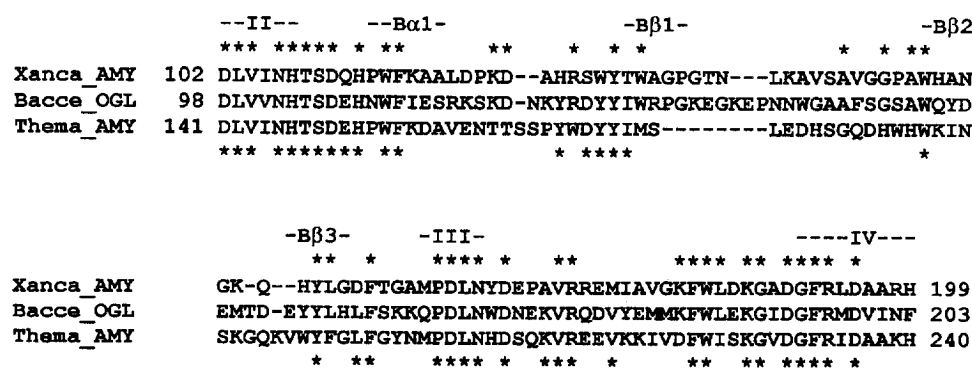 --II---- --Bα1- -Bβ1- -Bβ2
*** ***** * ** ** * * * * * **
Xanca_AMY 102 DLVINHTSDQHPWFKAALDPKD--AHRSWYTWAGPGTN---LKAVSAVGGPAWHAN
Bacce_OGL 98 DLVVNHTSDEHNWFIESRKSKD-NKYRDYYIWRPGKEGKEPNNWGAAFSGSAWQYD
Thema_AMY 141 DLVINHTSDEHPWFKDAVENTTSSPYWDYYIMS--------LEDHSGQDHWHWKIN
*** ******* ** * **** *
-Bβ3- -III- ----IV---
** * **** * ** **** ** **** *
Xanca_AMY GK-Q--HYLGDFTGAMPDLNYDEPAVRREMIAVGKFWLDKGADGFRLDAARH 199
Bacce_OGL EMTD-EYYLHLFSKKQPDLNWDNEKVRQDVYEMMKFWLEKGIDGFRMDVINF 203
Thema_AMY SKGQKVWYFGLFGYNMPDLNHDSQKVREEVKKIVDFWISKGVDGFRIDAAKH 240
* ** **** * *** * ** ** **** *